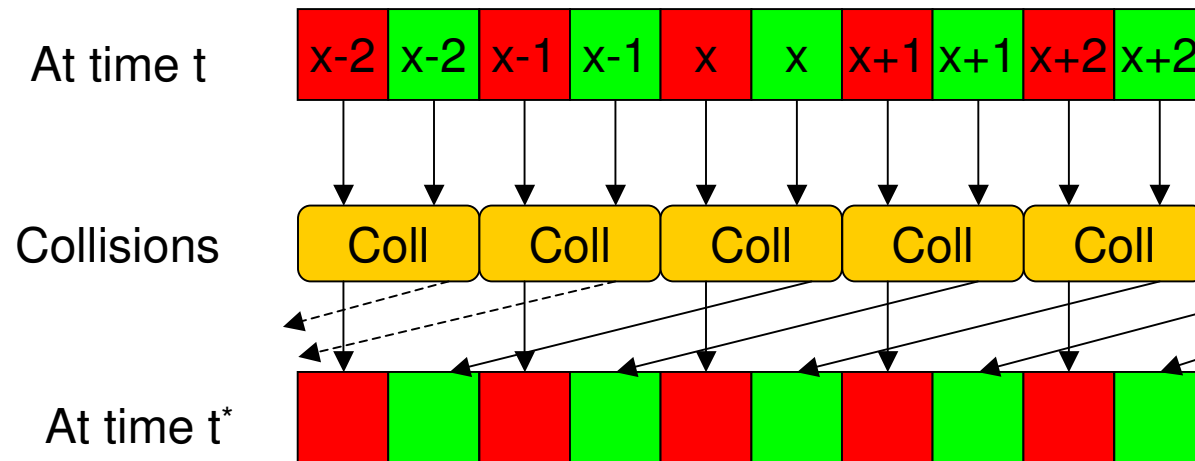 At time t x-2 x-2 x-1 x-1 x x x+1 x+1 x+2 x+2
Collisions Coll Coll Coll Coll Coll
At time t*